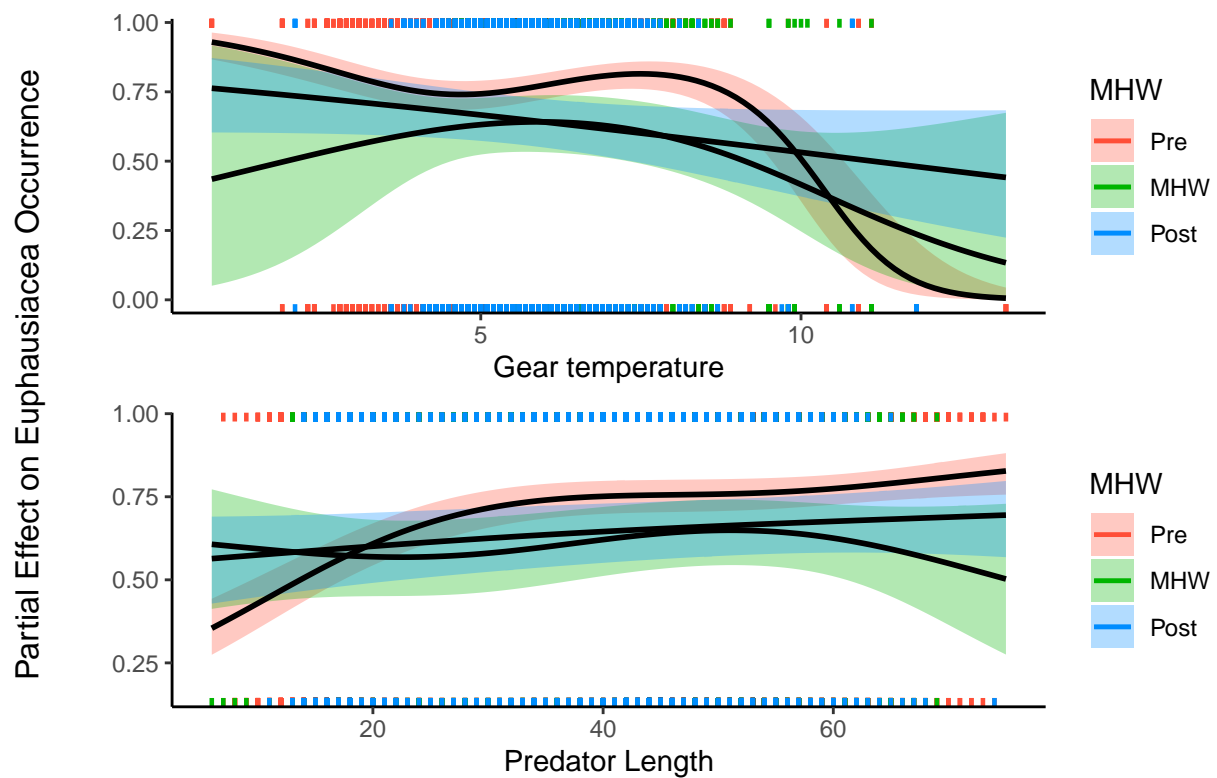 Partial Effect on Euphausiacea Occurrence
1.00
0.75
0.50
0.25
0.00
5
10
Gear temperature
MHW
Pre
MHW
Post
1.00
0.75
0.50
0.25
20
40
60
Predator Length
MHW
Pre
MHW
Post